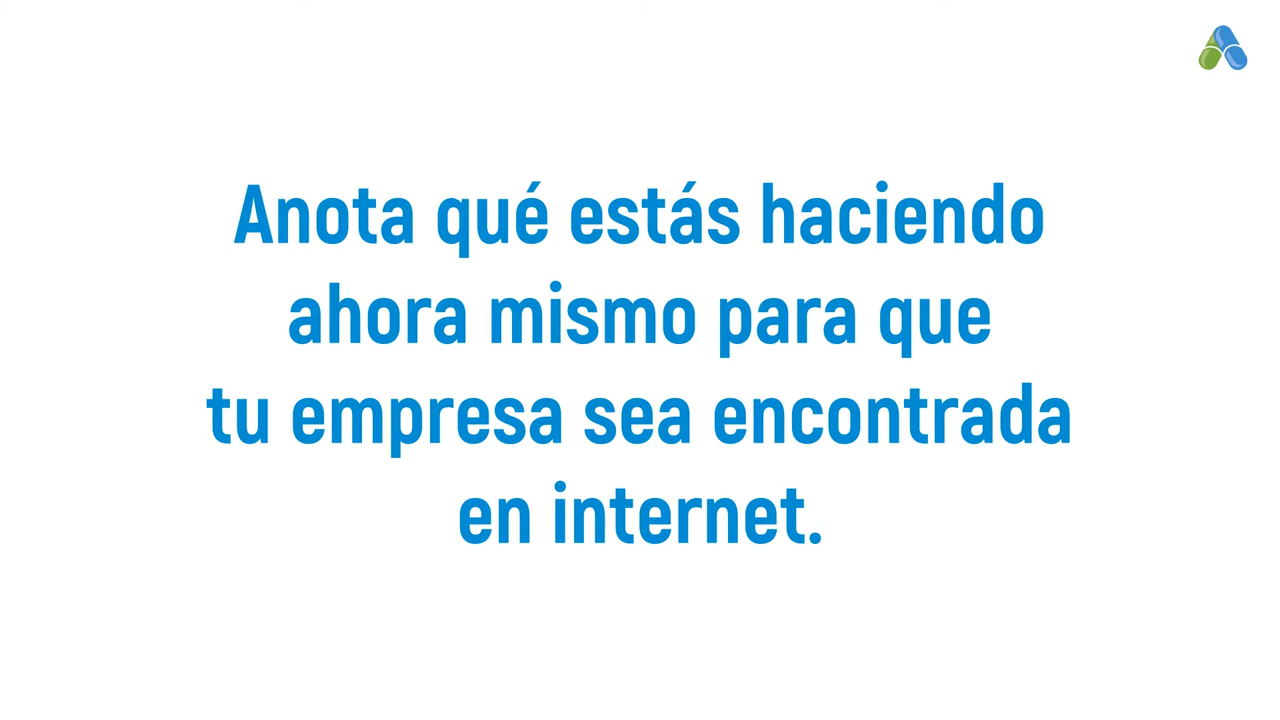 Anota qué estás haciendo
ahora mismo para que
tu empresa sea encontrada
en internet.